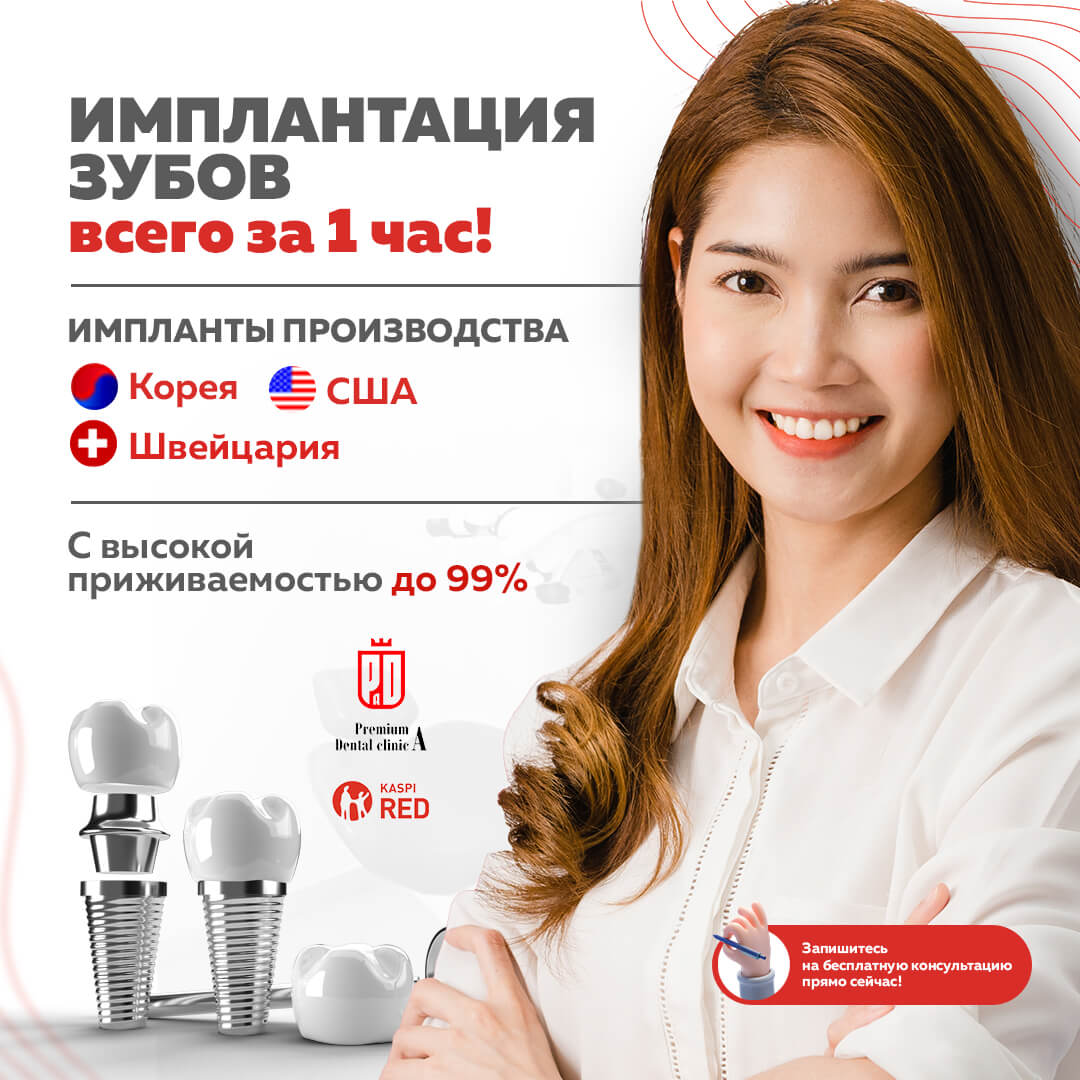 ИМПЛАНТАЦИЯ
ЗУБОВ
всего за 1 час!
ИМПЛАНТЫ ПРОИЗВОДСТВА
Корея США
Швейцария
С высокой
приживаемостью до 99%
PD
Premium
Dental clinic A
KASPI
RED
Запишитесь
на бесплатную консультацию
прямо сейчас!